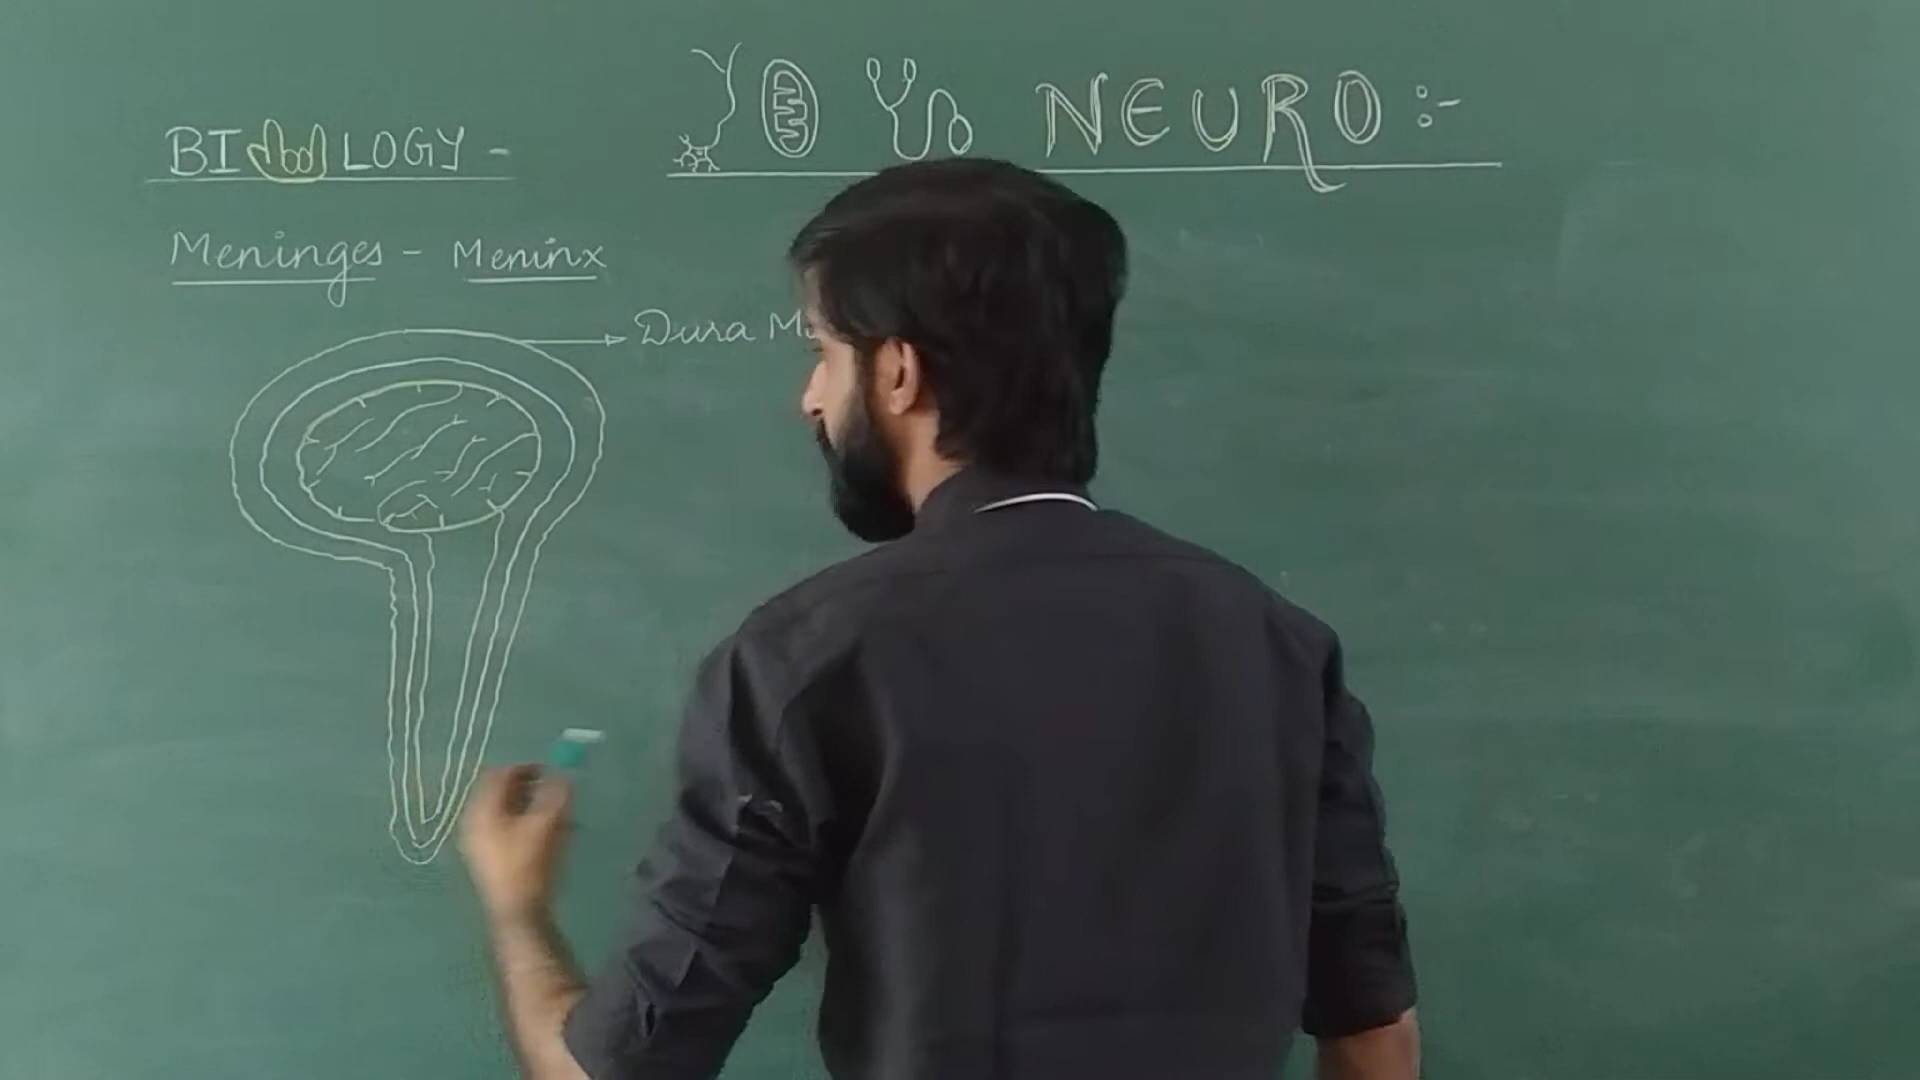 BIOLOGY -
NEURO :-
Meninges - Meninx
Dura